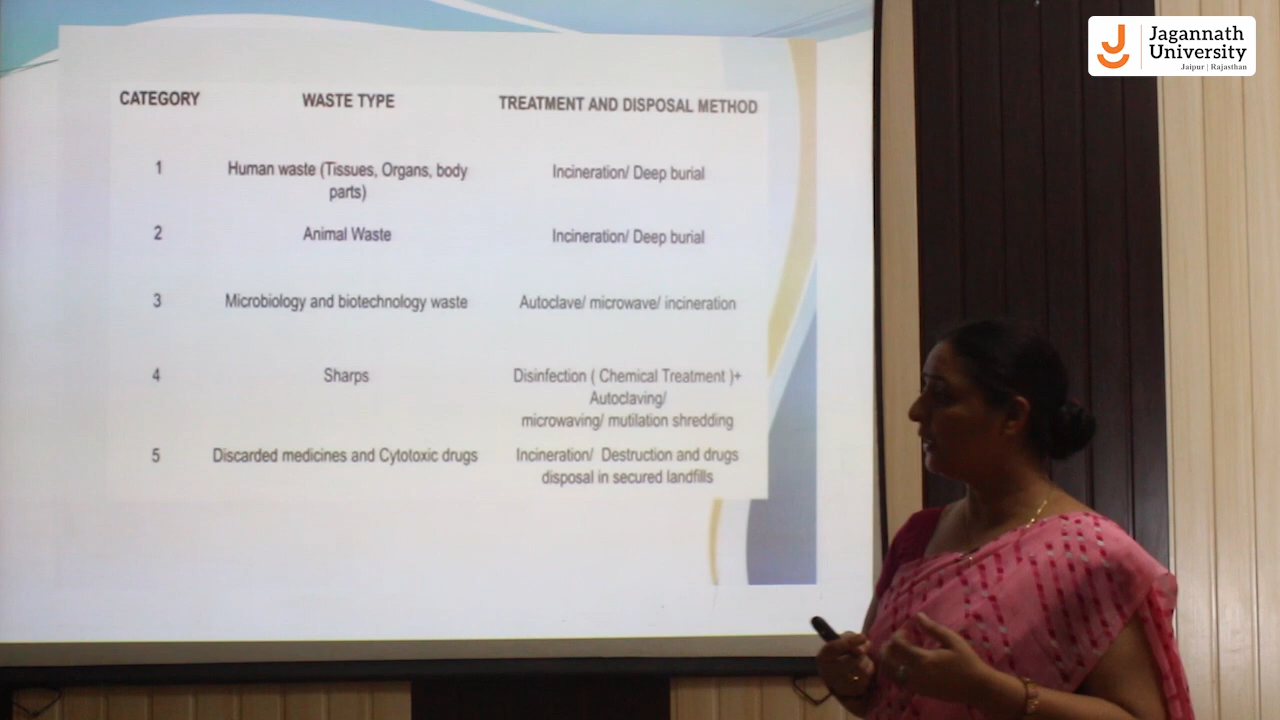 Jagannath
University
Jaipur | Rajasthan
CATEGORY WASTE TYPE TREATMENT AND DISPOSAL METHOD
1 Human waste (Tissues, Organs, body Incineration/ Deep burial
parts)
2 Animal Waste Incineration/ Deep burial
3 Microbiology and biotechnology waste Autoclave/ microwave/ incineration
4 Sharps Disinfection ( Chemical Treatment )+
Autoclaving/
microwaving/ mutilation shredding
5 Discarded medicines and Cytotoxic drugs Incineration/ Destruction and drugs
disposal in secured landfills